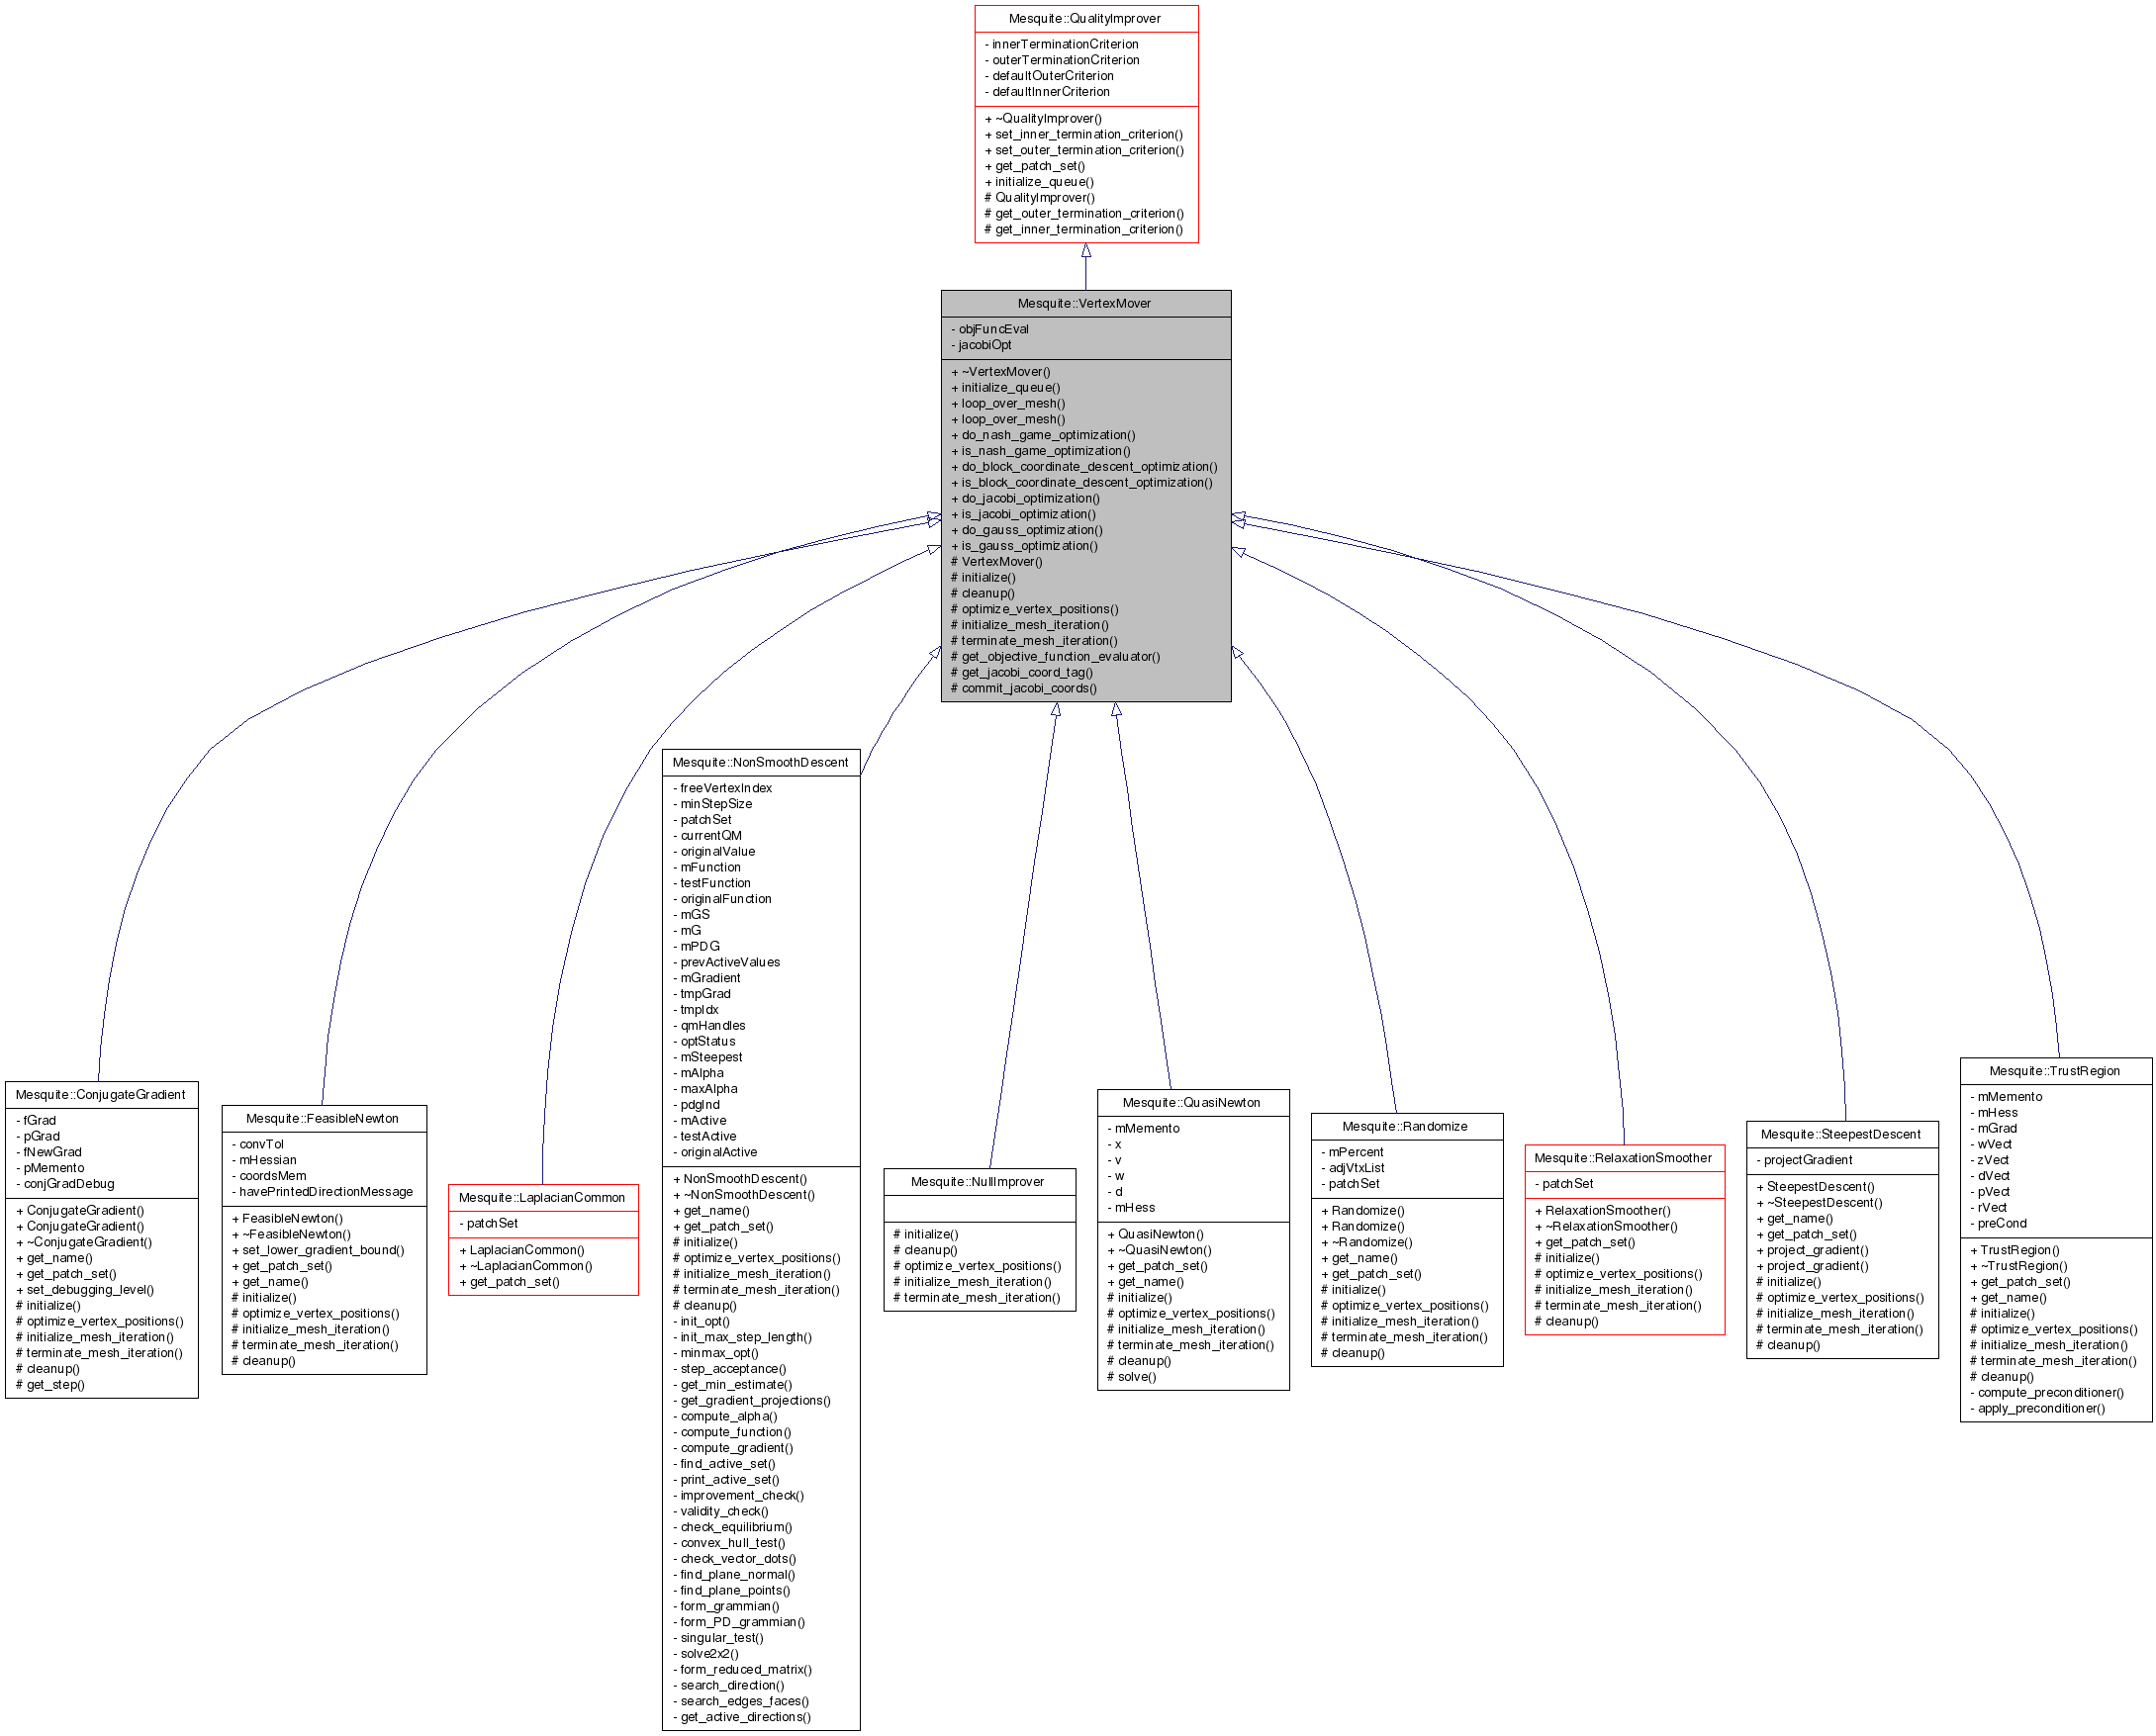 Mesquite::QualityImprover
- innerTerminationCriterion
- outerTerminationCriterion
- defaultOuterCriterion
- defaultInnerCriterion
+ ~QualityImprover()
+ set_inner_termination_criterion()
+ set_outer_termination_criterion()
+ get_patch_set()
+ initialize_queue()
# QualityImprover()
# get_outer_termination_criterion()
# get_inner_termination_criterion()
Mesquite::VertexMover
- objFuncEval
- jacobiOpt
+ ~VertexMover()
+ initialize_queue()
+ loop_over_mesh()
+ loop_over_mesh()
+ do_nash_game_optimization()
+ is_nash_game_optimization()
+ do_block_coordinate_descent_optimization()
+ is_block_coordinate_descent_optimization()
+ do_jacobi_optimization()
+ is_jacobi_optimization()
+ do_gauss_optimization()
+ is_gauss_optimization()
# VertexMover()
# initialize()
# cleanup()
# optimize_vertex_positions()
# initialize_mesh_iteration()
# terminate_mesh_iteration()
# get_objective_function_evaluator()
# get_jacobi_coord_tag()
# commit_jacobi_coords()
Mesquite::ConjugateGradient
- fGrad
- pGrad
- fNewGrad
- pMemento
- conjGradDebug
+ ConjugateGradient()
+ ConjugateGradient()
+ ~ConjugateGradient()
+ get_name()
+ get_patch_set()
+ set_debugging_level()
# initialize()
# optimize_vertex_positions()
# initialize_mesh_iteration()
# terminate_mesh_iteration()
# cleanup()
# get_step()
Mesquite::FeasibleNewton
- convTol
- mHessian
- coordsMem
- havePrintedDirectionMessage
+ FeasibleNewton()
+ ~FeasibleNewton()
+ set_lower_gradient_bound()
+ get_patch_set()
+ get_name()
# initialize()
# optimize_vertex_positions()
# initialize_mesh_iteration()
# terminate_mesh_iteration()
# cleanup()
Mesquite::LaplacianCommon
- patchSet
+ LaplacianCommon()
+ ~LaplacianCommon()
+ get_patch_set()
Mesquite::NonSmoothDescent
- freeVertexIndex
- minStepSize
- patchSet
- currentQM
- originalValue
- mFunction
- testFunction
- originalFunction
- mGS
- mG
- mPDG
- prevActiveValues
- mGradient
- tmpGrad
- tmpIdx
- qmHandles
- optStatus
- mSteepest
- mAlpha
- maxAlpha
- pdgInd
- mActive
- testActive
- originalActive
+ NonSmoothDescent()
+ ~NonSmoothDescent()
+ get_name()
+ get_patch_set()
# initialize()
# optimize_vertex_positions()
# initialize_mesh_iteration()
# terminate_mesh_iteration()
# cleanup()
- init_opt()
- init_max_step_length()
- minmax_opt()
- step_acceptance()
- get_min_estimate()
- get_gradient_projections()
- compute_alpha()
- compute_function()
- compute_gradient()
- find_active_set()
- print_active_set()
- improvement_check()
- validity_check()
- check_equilibrium()
- convex_hull_test()
- check_vector_dots()
- find_plane_normal()
- find_plane_points()
- form_grammian()
- form_PD_grammian()
- singular_test()
- solve2x2()
- form_reduced_matrix()
- search_direction()
- search_edges_faces()
- get_active_directions()
Mesquite::NullImprover
# initialize()
# cleanup()
# optimize_vertex_positions()
# initialize_mesh_iteration()
# terminate_mesh_iteration()
Mesquite::QuasiNewton
- mMemento
- x
- v
- w
- d
- mHess
+ QuasiNewton()
+ ~QuasiNewton()
+ get_patch_set()
+ get_name()
# initialize()
# optimize_vertex_positions()
# initialize_mesh_iteration()
# terminate_mesh_iteration()
# cleanup()
# solve()
Mesquite::Randomize
- mPercent
- adjVtxList
- patchSet
+ Randomize()
+ Randomize()
+ ~Randomize()
+ get_name()
+ get_patch_set()
# initialize()
# optimize_vertex_positions()
# initialize_mesh_iteration()
# terminate_mesh_iteration()
# cleanup()
Mesquite::RelaxationSmoother
- patchSet
+ RelaxationSmoother()
+ ~RelaxationSmoother()
+ get_patch_set()
# initialize()
# optimize_vertex_positions()
# initialize_mesh_iteration()
# terminate_mesh_iteration()
# cleanup()
Mesquite::SteepestDescent
- projectGradient
+ SteepestDescent()
+ ~SteepestDescent()
+ get_name()
+ get_patch_set()
+ project_gradient()
+ project_gradient()
# initialize()
# optimize_vertex_positions()
# initialize_mesh_iteration()
# terminate_mesh_iteration()
# cleanup()
Mesquite::TrustRegion
- mMemento
- mHess
- mGrad
- wVect
- zVect
- dVect
- pVect
- rVect
- preCond
+ TrustRegion()
+ ~TrustRegion()
+ get_patch_set()
+ get_name()
# initialize()
# optimize_vertex_positions()
# initialize_mesh_iteration()
# terminate_mesh_iteration()
# cleanup()
- compute_preconditioner()
- apply_preconditioner()